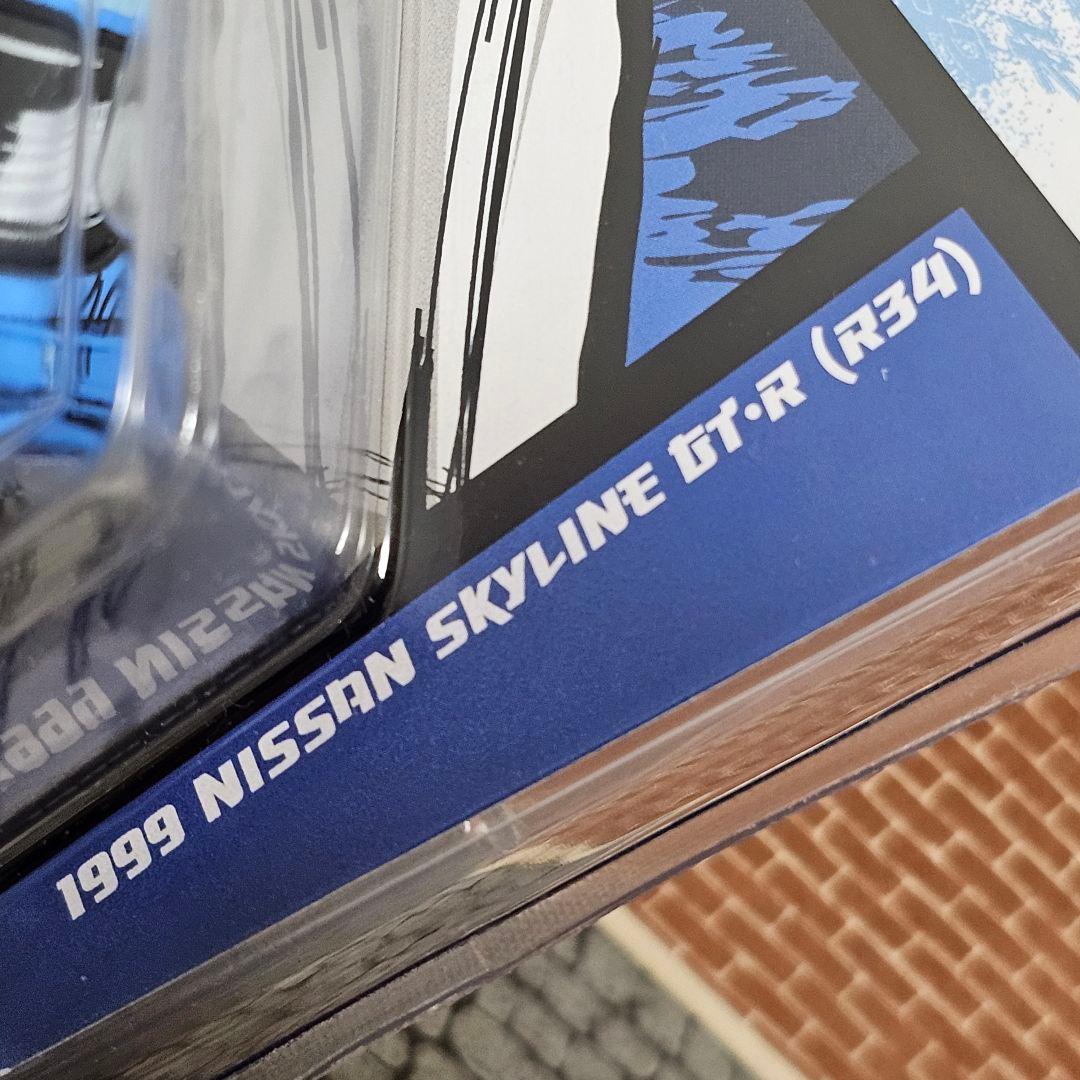 1999 NISSAN SKYLINE GT•R (R34)